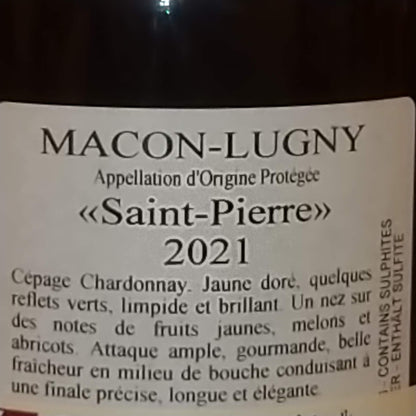 MACON-LUGNY
Appellation d'Origine Protégée
«Saint-Pierre»
2021
Cépage Chardonnay. Jaune doré, quelques
reflets verts, limpide et brillant. Un nez sur
des notes de fruits jaunes, melons et
abricots. Attaque ample, gourmande, belle
fraîcheur en milieu de bouche conduisant à
une finale précise, longue et élégante
- CONTAINS SULPHITES
- ENTHALT SULFITE